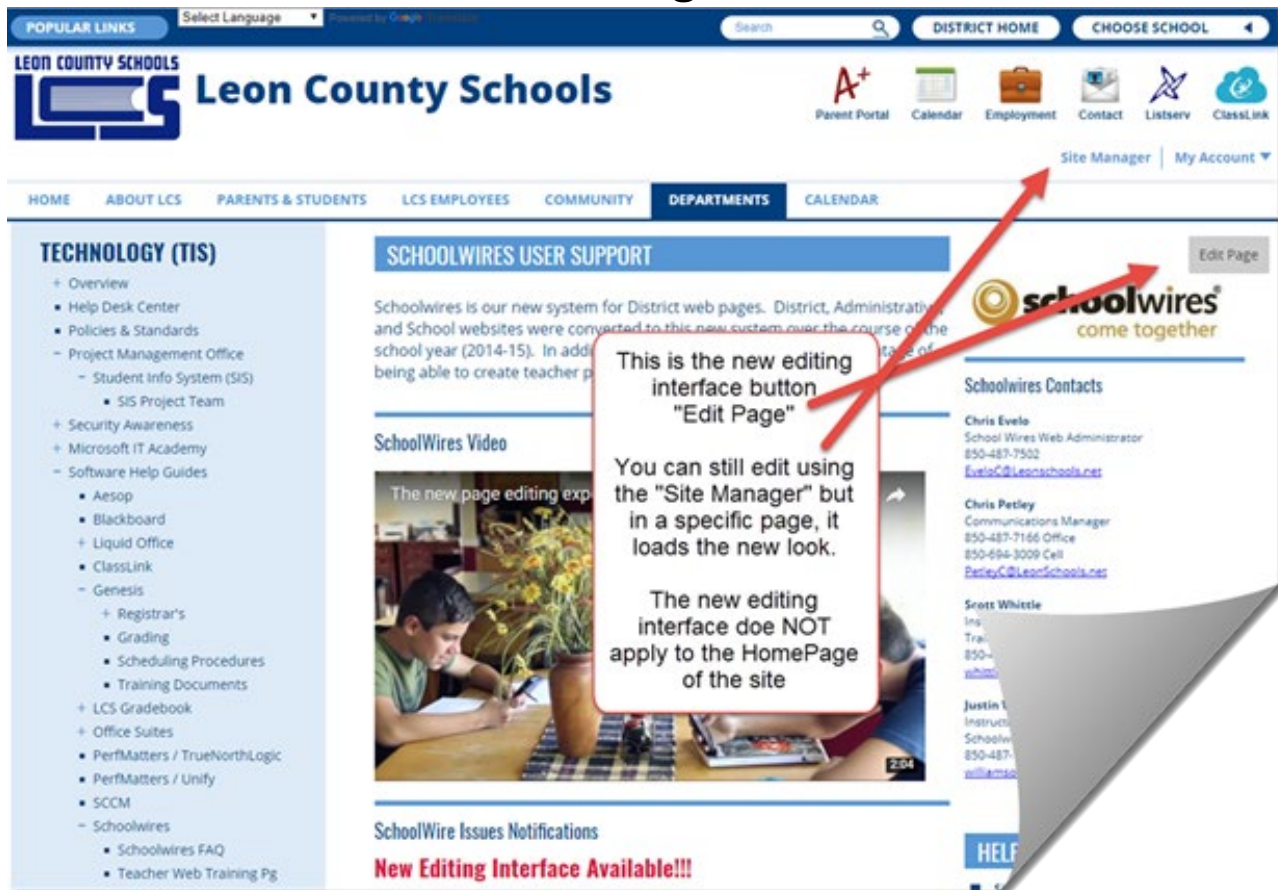 POPULAR LINKS
Select Language ▼
Powered by Google Translate
Search
DISTRICT HOME
CHOOSE SCHOOL
LEON COUNTY SCHOOLS
LCS
Leon County Schools
A+
Parent Portal
Calendar
Employment
Contact
Listserv
ClassLink
Site Manager
My Account ▼
HOME
ABOUT LCS
PARENTS & STUDENTS
LCS EMPLOYEES
COMMUNITY
DEPARTMENTS
CALENDAR
TECHNOLOGY (TIS)
+ Overview
▪ Help Desk Center
▪ Policies & Standards
− Project Management Office
− Student Info System (SIS)
▪ SIS Project Team
+ Security Awareness
+ Microsoft IT Academy
− Software Help Guides
▪ Aesop
▪ Blackboard
+ Liquid Office
▪ ClassLink
− Genesis
+ Registrar's
▪ Grading
▪ Scheduling Procedures
▪ Training Documents
+ LCS Gradebook
+ Office Suites
▪ PerfMatters / TrueNorthLogic
▪ PerfMatters / Unify
▪ SCCM
− Schoolwires
▪ Schoolwires FAQ
▪ Teacher Web Training Pg
SCHOOLWIRES USER SUPPORT
Schoolwires is our new system for District web pages. District, Administrative,
and School websites were converted to this new system over the course of the
school year (2014-15). In
being able to create teacher
This is the new editing
interface button
"Edit Page"
You can still edit using
the "Site Manager" but
in a specific page, it
loads the new look.
The new editing
interface doe NOT
apply to the HomePage
of the site
SchoolWires Video
The new page editing
2:04
SchoolWire Issues Notifications
New Editing Interface Available!!!
Edit Page
schoolwires®
come together
Schoolwires Contacts
Chris Evelo
School Wires Web Administrator
850-487-7502
EveloC@Leonschools.net
Chris Petley
Communications Manager
850-487-7166 Office
850-694-3009 Cell
PetleyC@LeonSchools.net
Scott Whittle
Justin